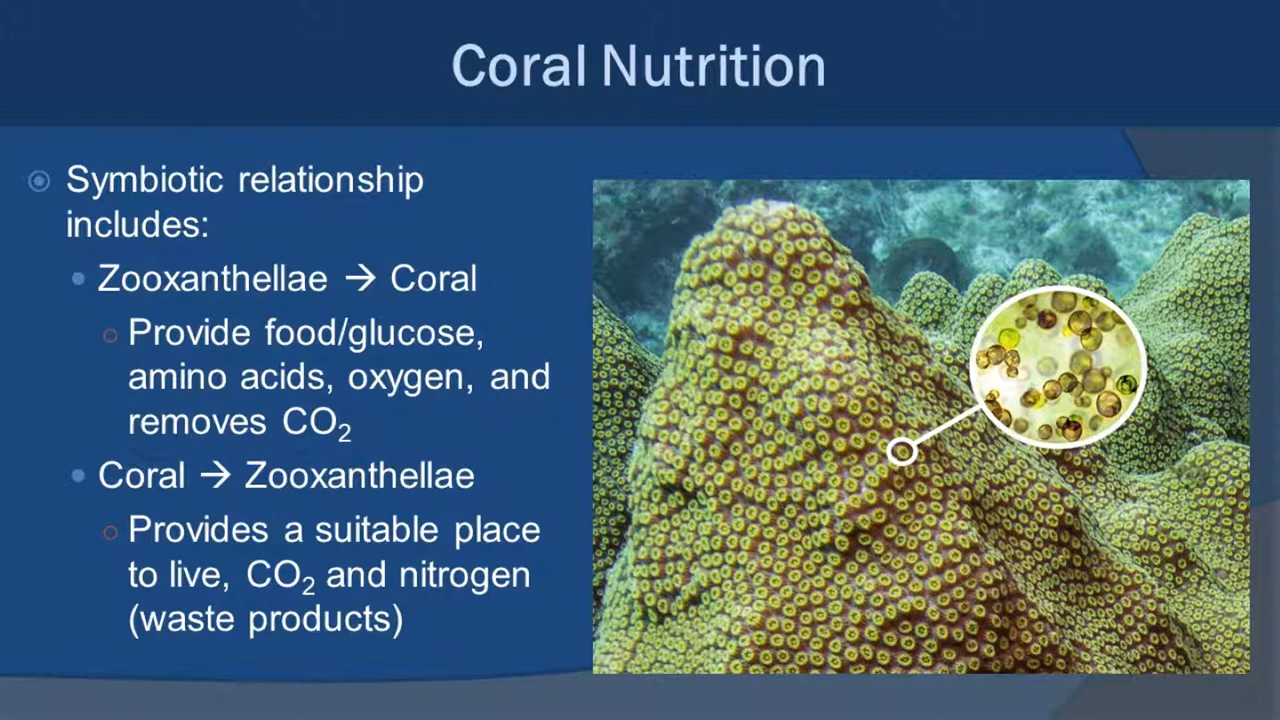 Coral Nutrition
Symbiotic relationship
includes:
Zooxanthellae → Coral
Provide food/glucose,
amino acids, oxygen, and
removes CO₂
Coral → Zooxanthellae
Provides a suitable place
to live, CO₂ and nitrogen
(waste products)